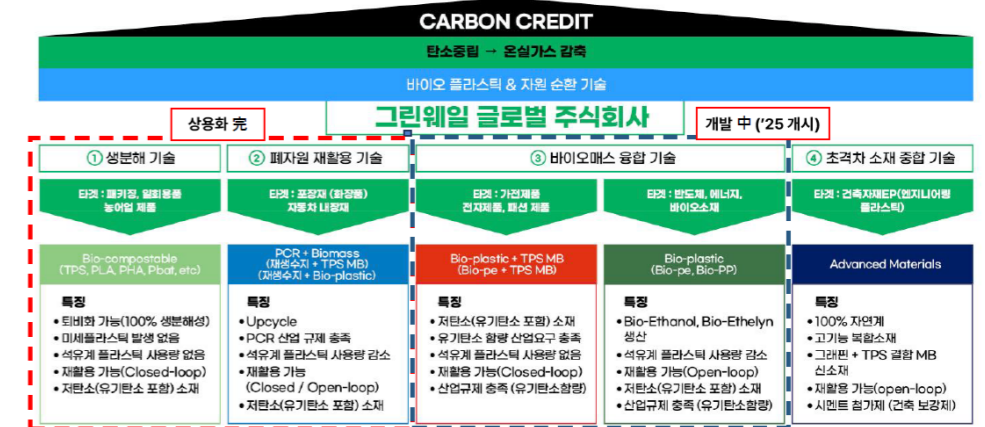 CARBON CREDIT
탄소중립 → 온실가스 감축
바이오 플라스틱 & 자원 순환 기술
상용화 完
그린웨일 글로벌 주식회사
개발 中 ('25 개시)
① 생분해 기술
② 폐자원 재활용 기술
③ 바이오매스 융합 기술
④ 초격차 소재 중합 기술
타겟 : 패키징, 일회용품
농어업 제품
타겟 : 포장재 (화장품)
자동차 내장재
타겟 : 가전제품
전자제품, 패션 제품
타겟 : 반도체, 에너지,
바이오소재
타겟 : 건축자재EP(엔지니어링
플라스틱)
Bio-compostable
(TPS, PLA, PHA, Pbat, etc)
특징
• 퇴비화 가능(100% 생분해성)
• 미세플라스틱 발생 없음
• 석유계 플라스틱 사용량 없음
• 재활용 가능(Closed-loop)
• 저탄소(유기탄소 포함) 소재
PCR + Biomass
(재생수지 + TPS MB)
(재생수지 + Bio-plastic)
특징
• Upcycle
• PCR 산업 규제 충족
• 석유계 플라스틱 사용량 감소
• 재활용 가능
(Closed / Open-loop)
• 저탄소(유기탄소 포함) 소재
Bio-plastic + TPS MB
(Bio-pe + TPS MB)
특징
• 저탄소(유기탄소 포함) 소재
• 유기탄소 함량 산업요구 충족
• 석유계 플라스틱 사용량 없음
• 재활용 가능(Closed-loop)
• 산업규제 충족 (유기탄소함량)
Bio-plastic
(Bio-pe, Bio-PP)
특징
• Bio-Ethanol, Bio-Ethelyn
생산
• 석유계 플라스틱 사용량 감소
• 재활용 가능(Open-loop)
• 저탄소(유기탄소 포함) 소재
• 산업규제 충족 (유기탄소함량)
Advanced Materials
특징
• 100% 자연계
• 고기능 복합소재
• 그래핀 + TPS 결합 MB
신소재
• 재활용 가능(open-loop)
• 시멘트 첨가제 (건축 보강제)